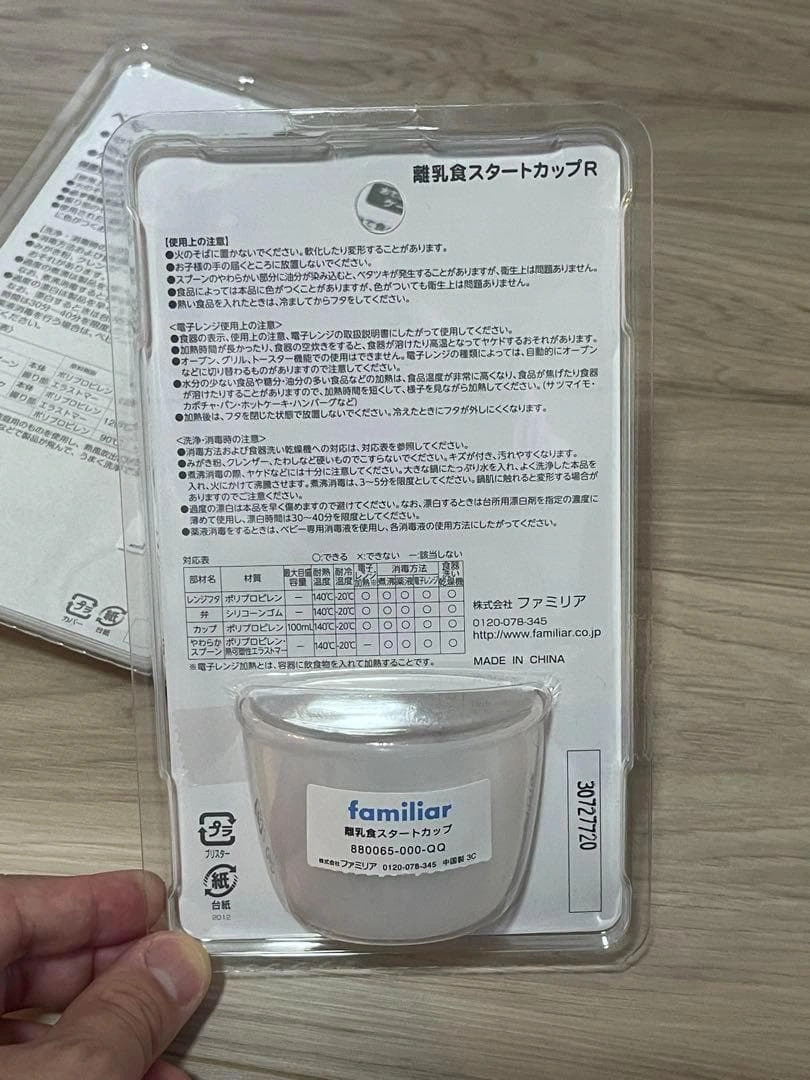 離乳食スタートカップR
【使用上の注意】
●火のそばに置かないでください。軟化したり変形することがあります。
●お子様の手の届くところに放置しないでください。
●スプーンのやわらかい部分に油分が染み込むと、ベタツキが発生することがありますが、衛生上は問題ありません。
●食品によっては本品に色がつくことがありますが、色がついても衛生上は問題ありません。
●熱い食品を入れたときは、冷ましてからフタをしてください。
<電子レンジ使用上の注意>
●食器の表示、使用上の注意、電子レンジの取扱説明書にしたがって使用してください。
●加熱時間が長かったり、食器の空炊きをすると、食器が溶けたり高温となってヤケドするおそれがあります。
●オーブン、グリル、トースター機能での使用はできません。電子レンジの種類によっては、自動的にオーブン
などに切り替わるものがありますので注意してください。
●水分の少ない食品や糖分・油分の多い食品などの加熱は、食品温度が非常に高くなり、食品が焦げたり食器
が溶けたりすることがありますので、加熱時間を短くして、様子を見ながら加熱してください。(サツマイモ・
カボチャ・パン・ホットケーキ・ハンバーグなど)
●加熱後は、フタを閉じた状態で放置しないでください。冷えたときにフタが外しにくくなります。
<洗浄・消毒時の注意>
●消毒方法および食器洗い乾燥機への対応は、対応表を参照してください。
●みがき粉、クレンザー、たわしなど硬いものでこすらないでください。キズが付き、汚れやすくなります。
●煮沸消毒の際、ヤケドなどには十分に注意してください。大きな鍋にたっぷり水を入れ、よく洗浄した本品を
入れ、火にかけて沸騰させます。煮沸消毒は、3～5分を限度としてください。鍋肌に触れると変形する場合が
ありますのでご注意ください。
●過度の漂白は本品を早く傷めますので避けてください。なお、漂白するときは台所用漂白剤を指定の濃度に
薄めて使用し、漂白時間は30～40分を限度としてください。
●薬液消毒をするときは、ベビー専用消毒液を使用し、各消毒液の使用方法にしたがってください。
対応表 ○:できる ×:できない ー:該当しない
部材名 材質 最大目盛容量 耐熱温度 耐冷温度 電子レンジ加熱※ 消毒方法 煮沸 薬液 電子レンジ 食器洗い乾燥機
レンジフタ ポリプロピレン ー 140℃ -20℃ ○ ○ ○ ○ ○
弁 シリコーンゴム ー 140℃ -20℃ ○ ○ ○ ○ ○
カップ ポリプロピレン 100mL 140℃ -20℃ ○ ○ ○ ○ ○
やわらかスプーン ポリプロピレン・熱可塑性エラストマー ー 140℃ -20℃ ー ○ ○ ○ ○
※電子レンジ加熱とは、容器に飲食物を入れて加熱することです。
株式会社 ファミリア
0120-078-345
http://www.familiar.co.jp
MADE IN CHINA
familiar
離乳食スタートカップ
880065-000-QQ
株式会社ファミリア 0120-078-345 中国製 3C
30727720
プラ
ブリスター
紙
台紙
2012
プラ
カバー
紙
台紙